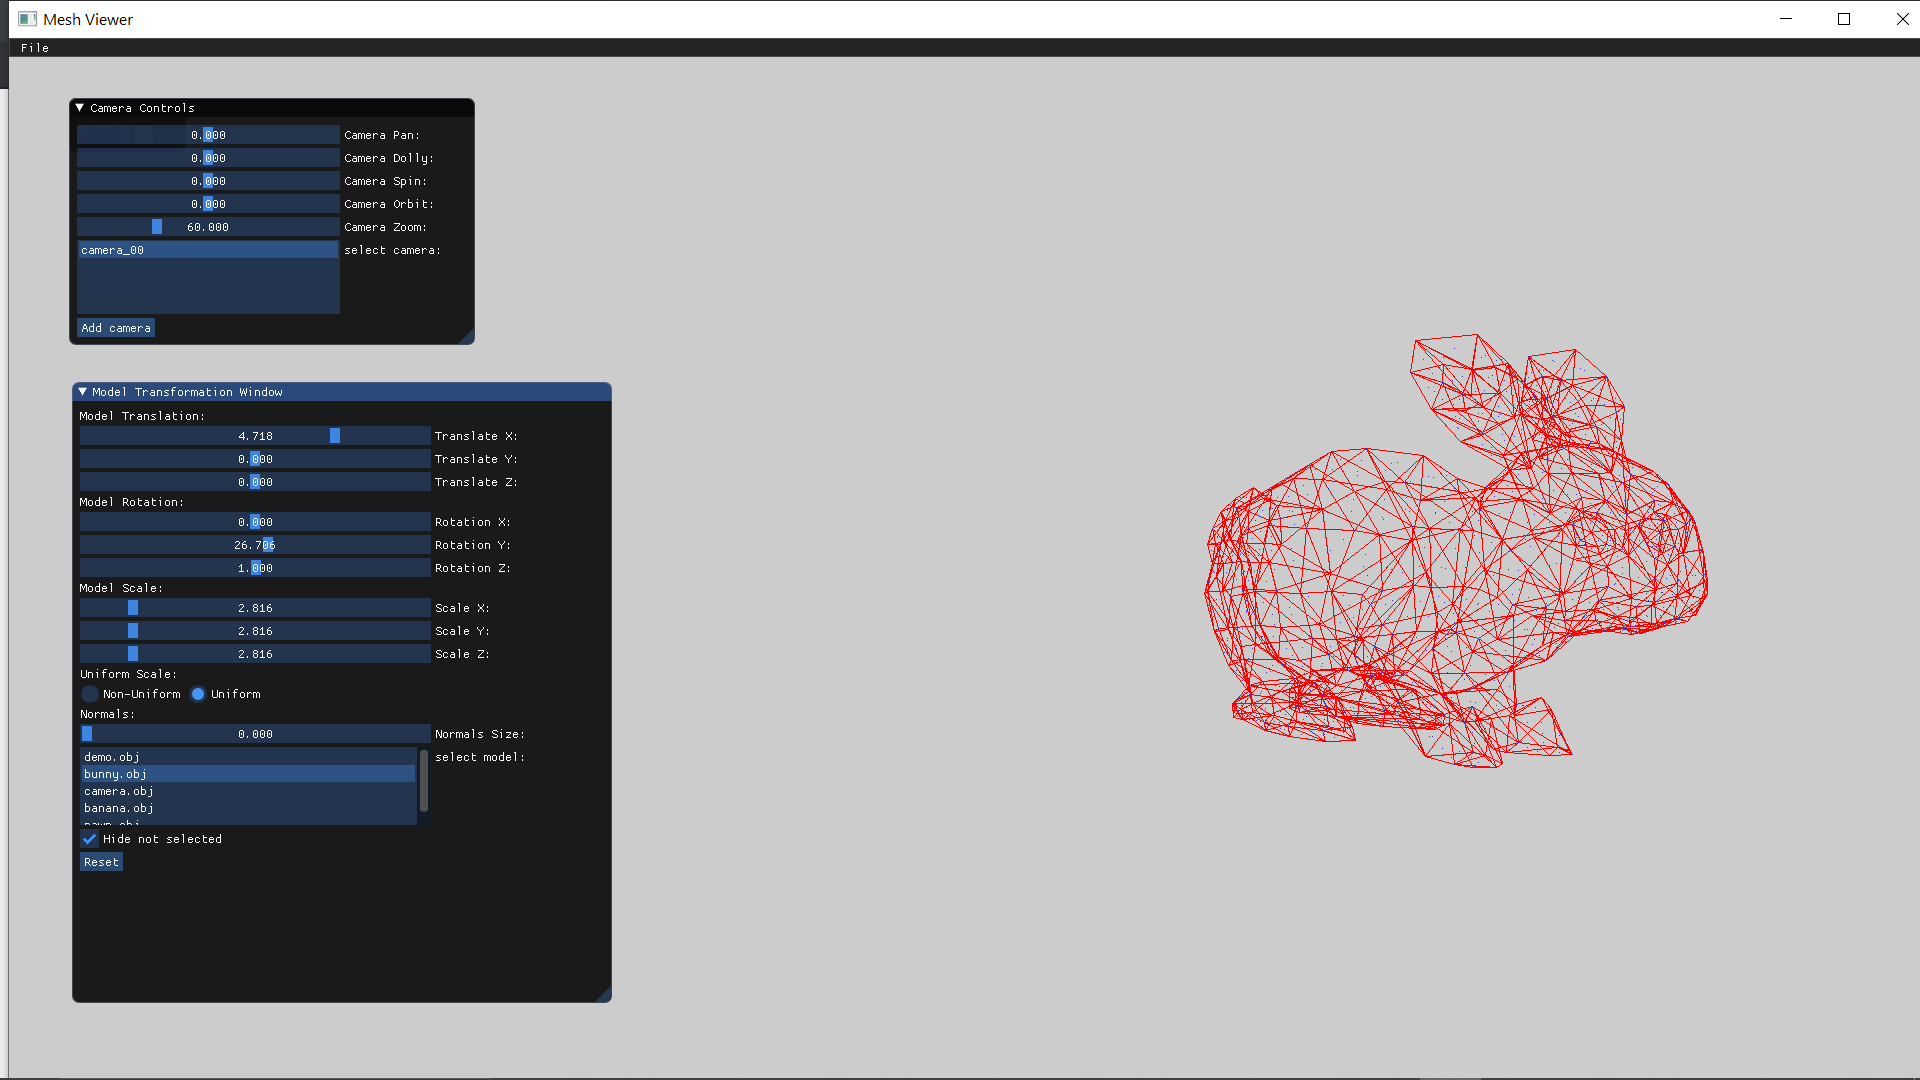 Mesh Viewer
File
Camera Controls
0.000 Camera Pan:
0.000 Camera Dolly:
0.000 Camera Spin:
0.000 Camera Orbit:
60.000 Camera Zoom:
camera_00 select camera:
Add camera
Model Transformation Window
Model Translation:
4.718 Translate X:
0.000 Translate Y:
0.000 Translate Z:
Model Rotation:
0.000 Rotation X:
26.706 Rotation Y:
1.000 Rotation Z:
Model Scale:
2.816 Scale X:
2.816 Scale Y:
2.816 Scale Z:
Uniform Scale:
Non-Uniform Uniform
Normals:
0.000 Normals Size:
demo.obj select model:
bunny.obj
camera.obj
banana.obj
Hide not selected
Reset